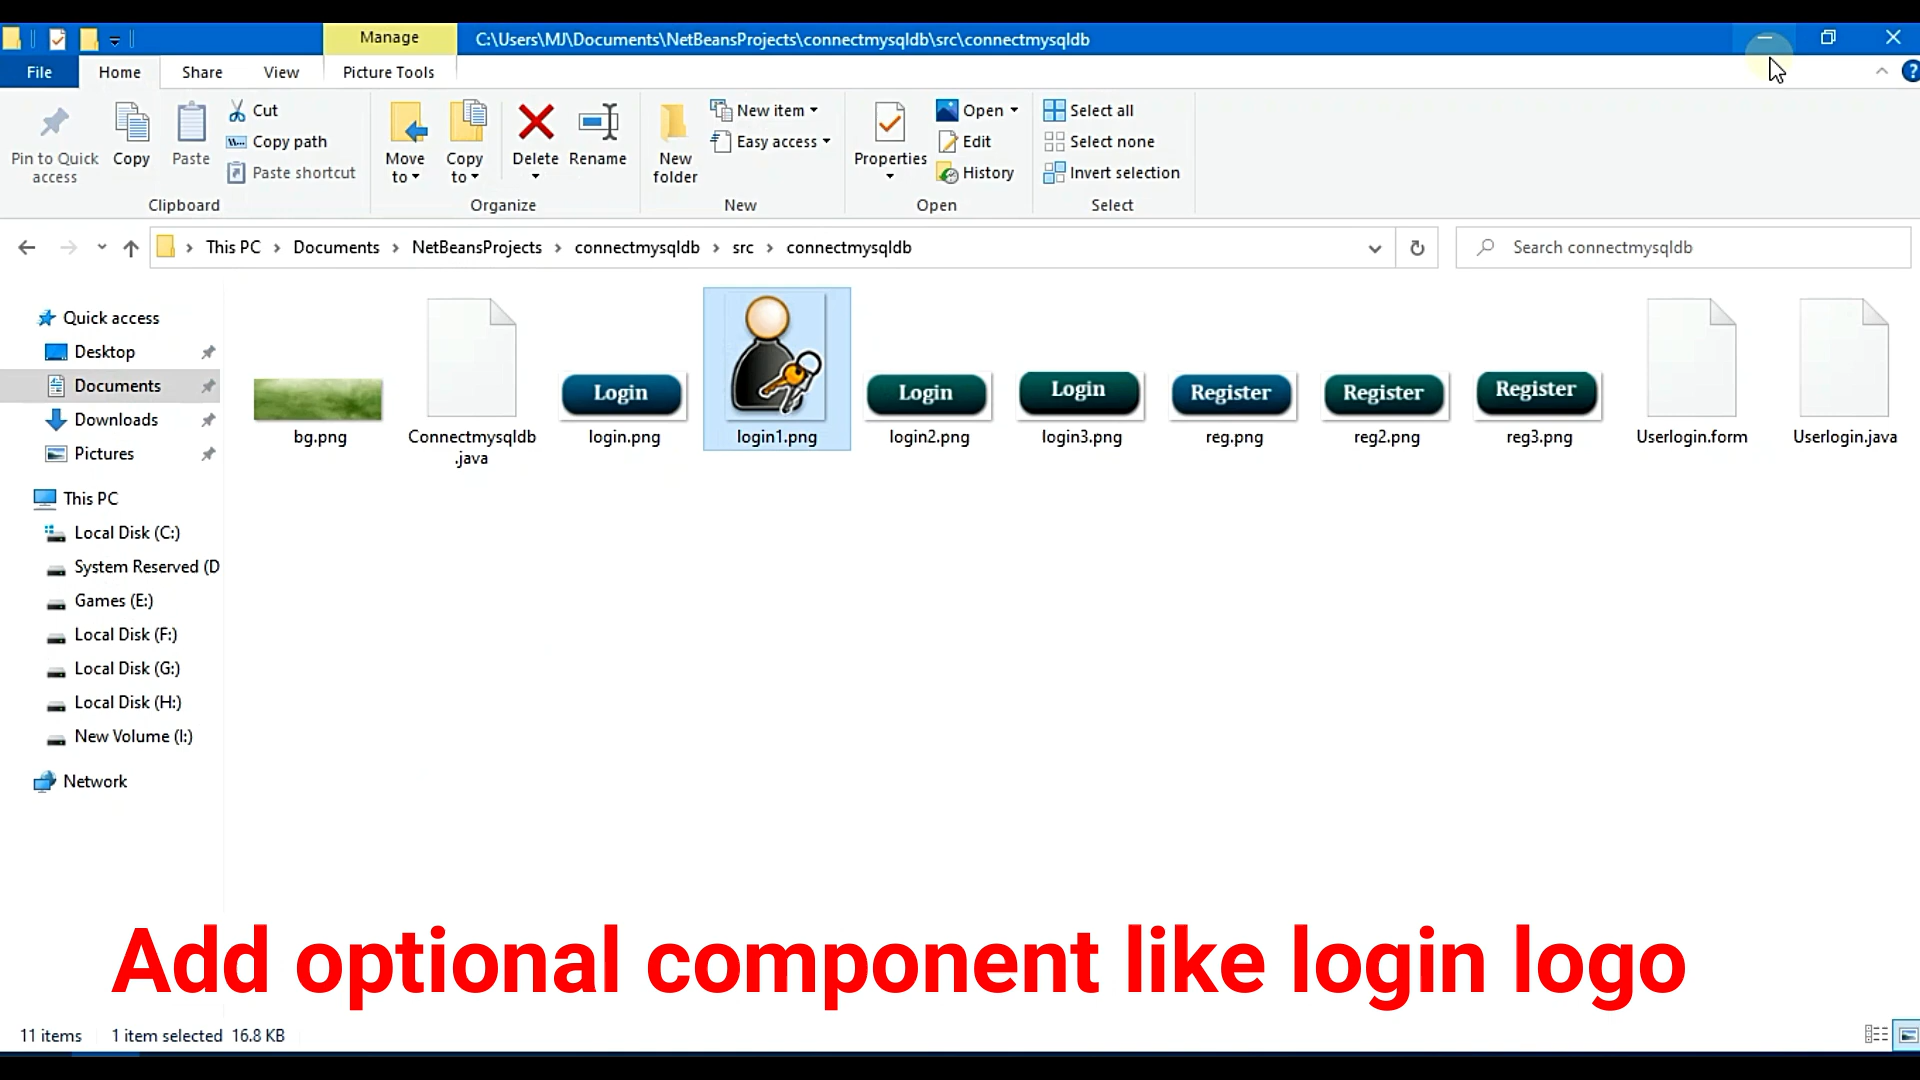 Manage
C:\Users\MJ\Documents\NetBeansProjects\connectmysqldb\src\connectmysqldb
File
Home
Share
View
Picture Tools
Pin to Quick access
Copy
Paste
Cut
Copy path
Paste shortcut
Clipboard
Move to
Copy to
Delete
Rename
Organize
New folder
New item
Easy access
New
Properties
Open
Edit
History
Open
Select all
Select none
Invert selection
Select
This PC > Documents > NetBeansProjects > connectmysqldb > src > connectmysqldb
Search connectmysqldb
Quick access
Desktop
Documents
Downloads
Pictures
This PC
Local Disk (C:)
System Reserved (D
Games (E:)
Local Disk (F:)
Local Disk (G:)
Local Disk (H:)
New Volume (I:)
Network
Login
Login
Login
Register
Register
Register
bg.png
Connectmysqldb
.java
login.png
login1.png
login2.png
login3.png
reg.png
reg2.png
reg3.png
Userlogin.form
Userlogin.java
Add optional component like login logo
11 items
1 item selected 16.8 KB